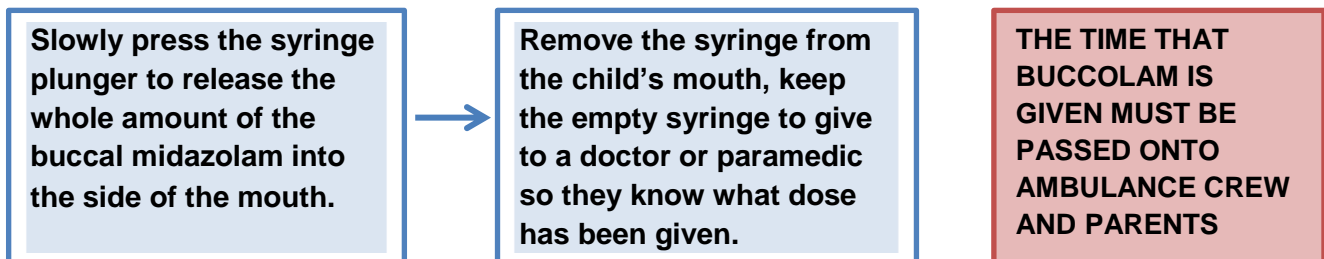 Slowly press the syringe
plunger to release the
whole amount of the
buccal midazolam into
the side of the mouth.
Remove the syringe from
the child’s mouth, keep
the empty syringe to give
to a doctor or paramedic
so they know what dose
has been given.
THE TIME THAT
BUCCOLAM IS
GIVEN MUST BE
PASSED ONTO
AMBULANCE CREW
AND PARENTS